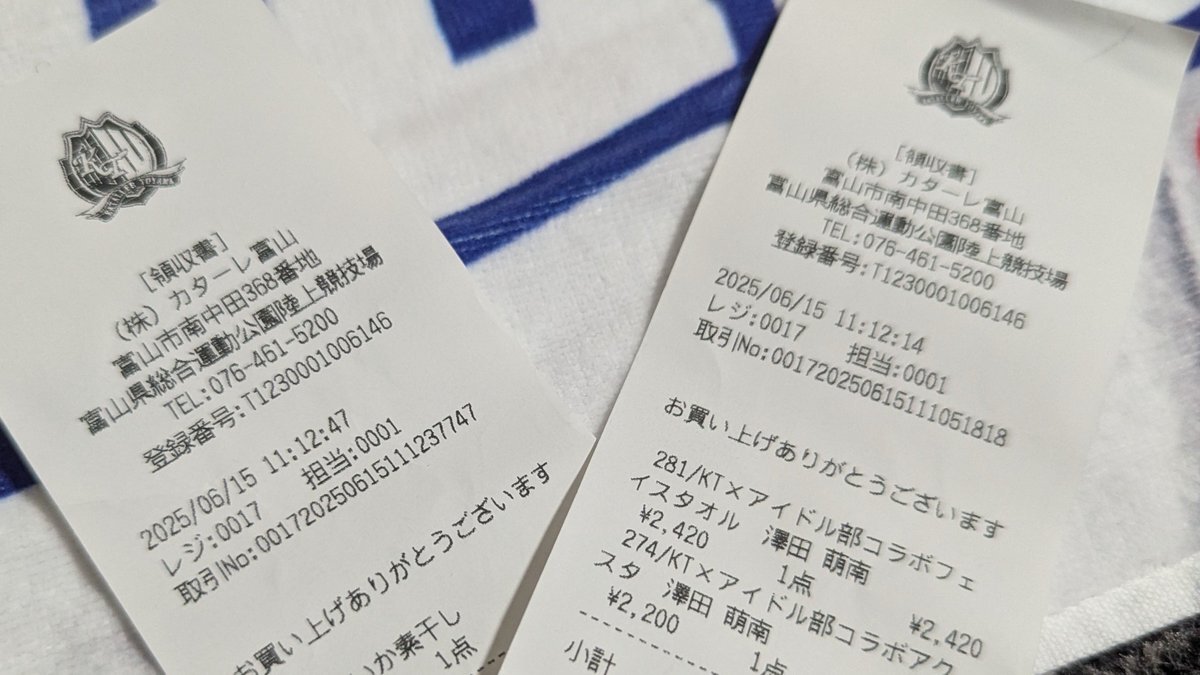 [領収書]
(株) カターレ富山
富山市南中田368番地
富山県総合運動公園陸上競技場
TEL:076-461-5200
登録番号:T1230001006146
2025/06/15 11:12:47
レジ:0017 担当:0001
取引No:00172025061511123​7747
お買い上げありがとうございます
いか素干し
1点
[領収書]
(株) カターレ富山
富山市南中田368番地
富山県総合運動公園陸上競技場
TEL:076-461-5200
登録番号:T1230001006146
2025/06/15 11:12:14
レジ:0017 担当:0001
取引No:00172025061511​1051818
お買い上げありがとうございます
281/KT×アイドル部コラボフェ
イスタオル 澤田 萌南
¥2,420 1点 ¥2,420
274/KT×アイドル部コラボアク
スタ 澤田 萌南
¥2,200 1点
小計